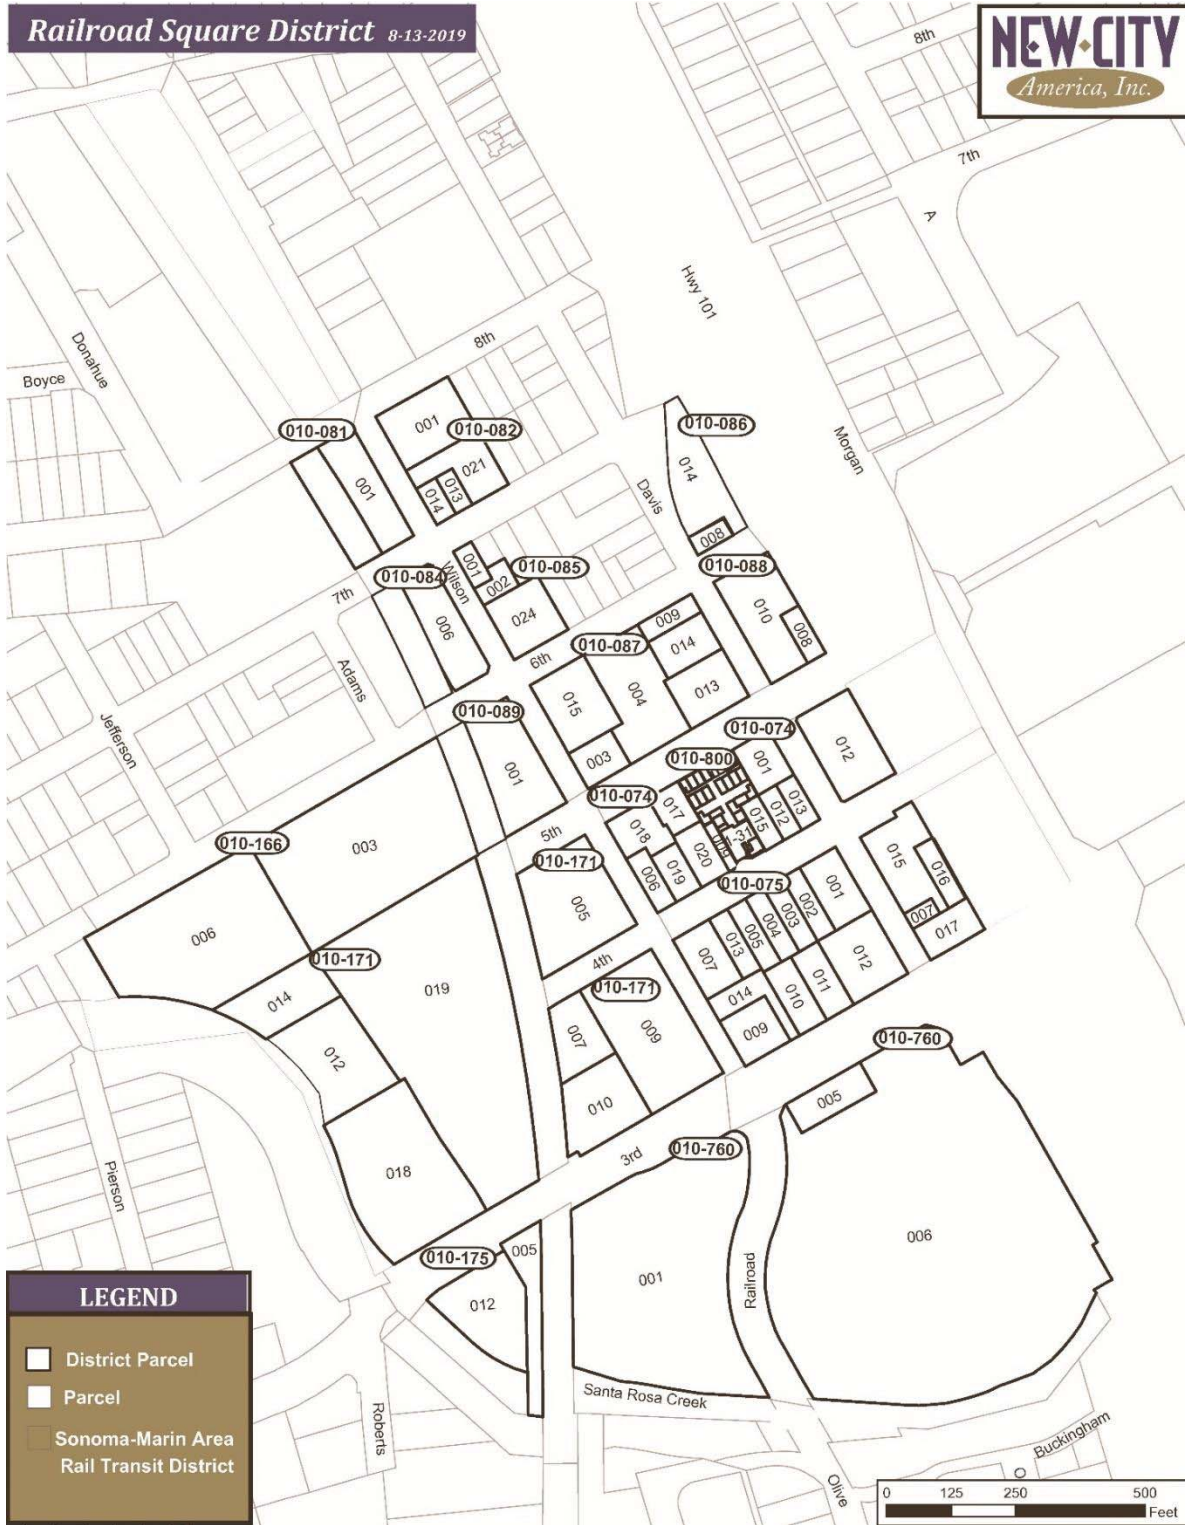 Railroad Square District 8-13-2019
NEW CITY
America, Inc.
8th
7th
A
Hwy 101
Donahue
Boyce
8th
Morgan
010-081
001
001
010-082
021
013
014
010-086
014
008
Davis
010-084
Wilson
006
7th
001
002
010-085
024
010-088
010
008
Adams
6th
010-087
009
014
013
004
015
003
Jefferson
010-089
001
010-074
001
012
010-800
010-074
017
018
006
019
020
009
1-31
015
012
013
5th
010-166
003
006
010-171
005
010-075
001
002
003
004
005
013
007
014
009
010
011
012
015
016
007
017
4th
010-171
014
019
012
018
010-171
007
009
010
010-760
005
006
3rd
010-760
001
Railroad
010-175
005
012
Pierson
Santa Rosa Creek
Roberts
Olive
Buckingham
O
LEGEND
District Parcel
Parcel
Sonoma-Marin Area
Rail Transit District
0 125 250 500
Feet